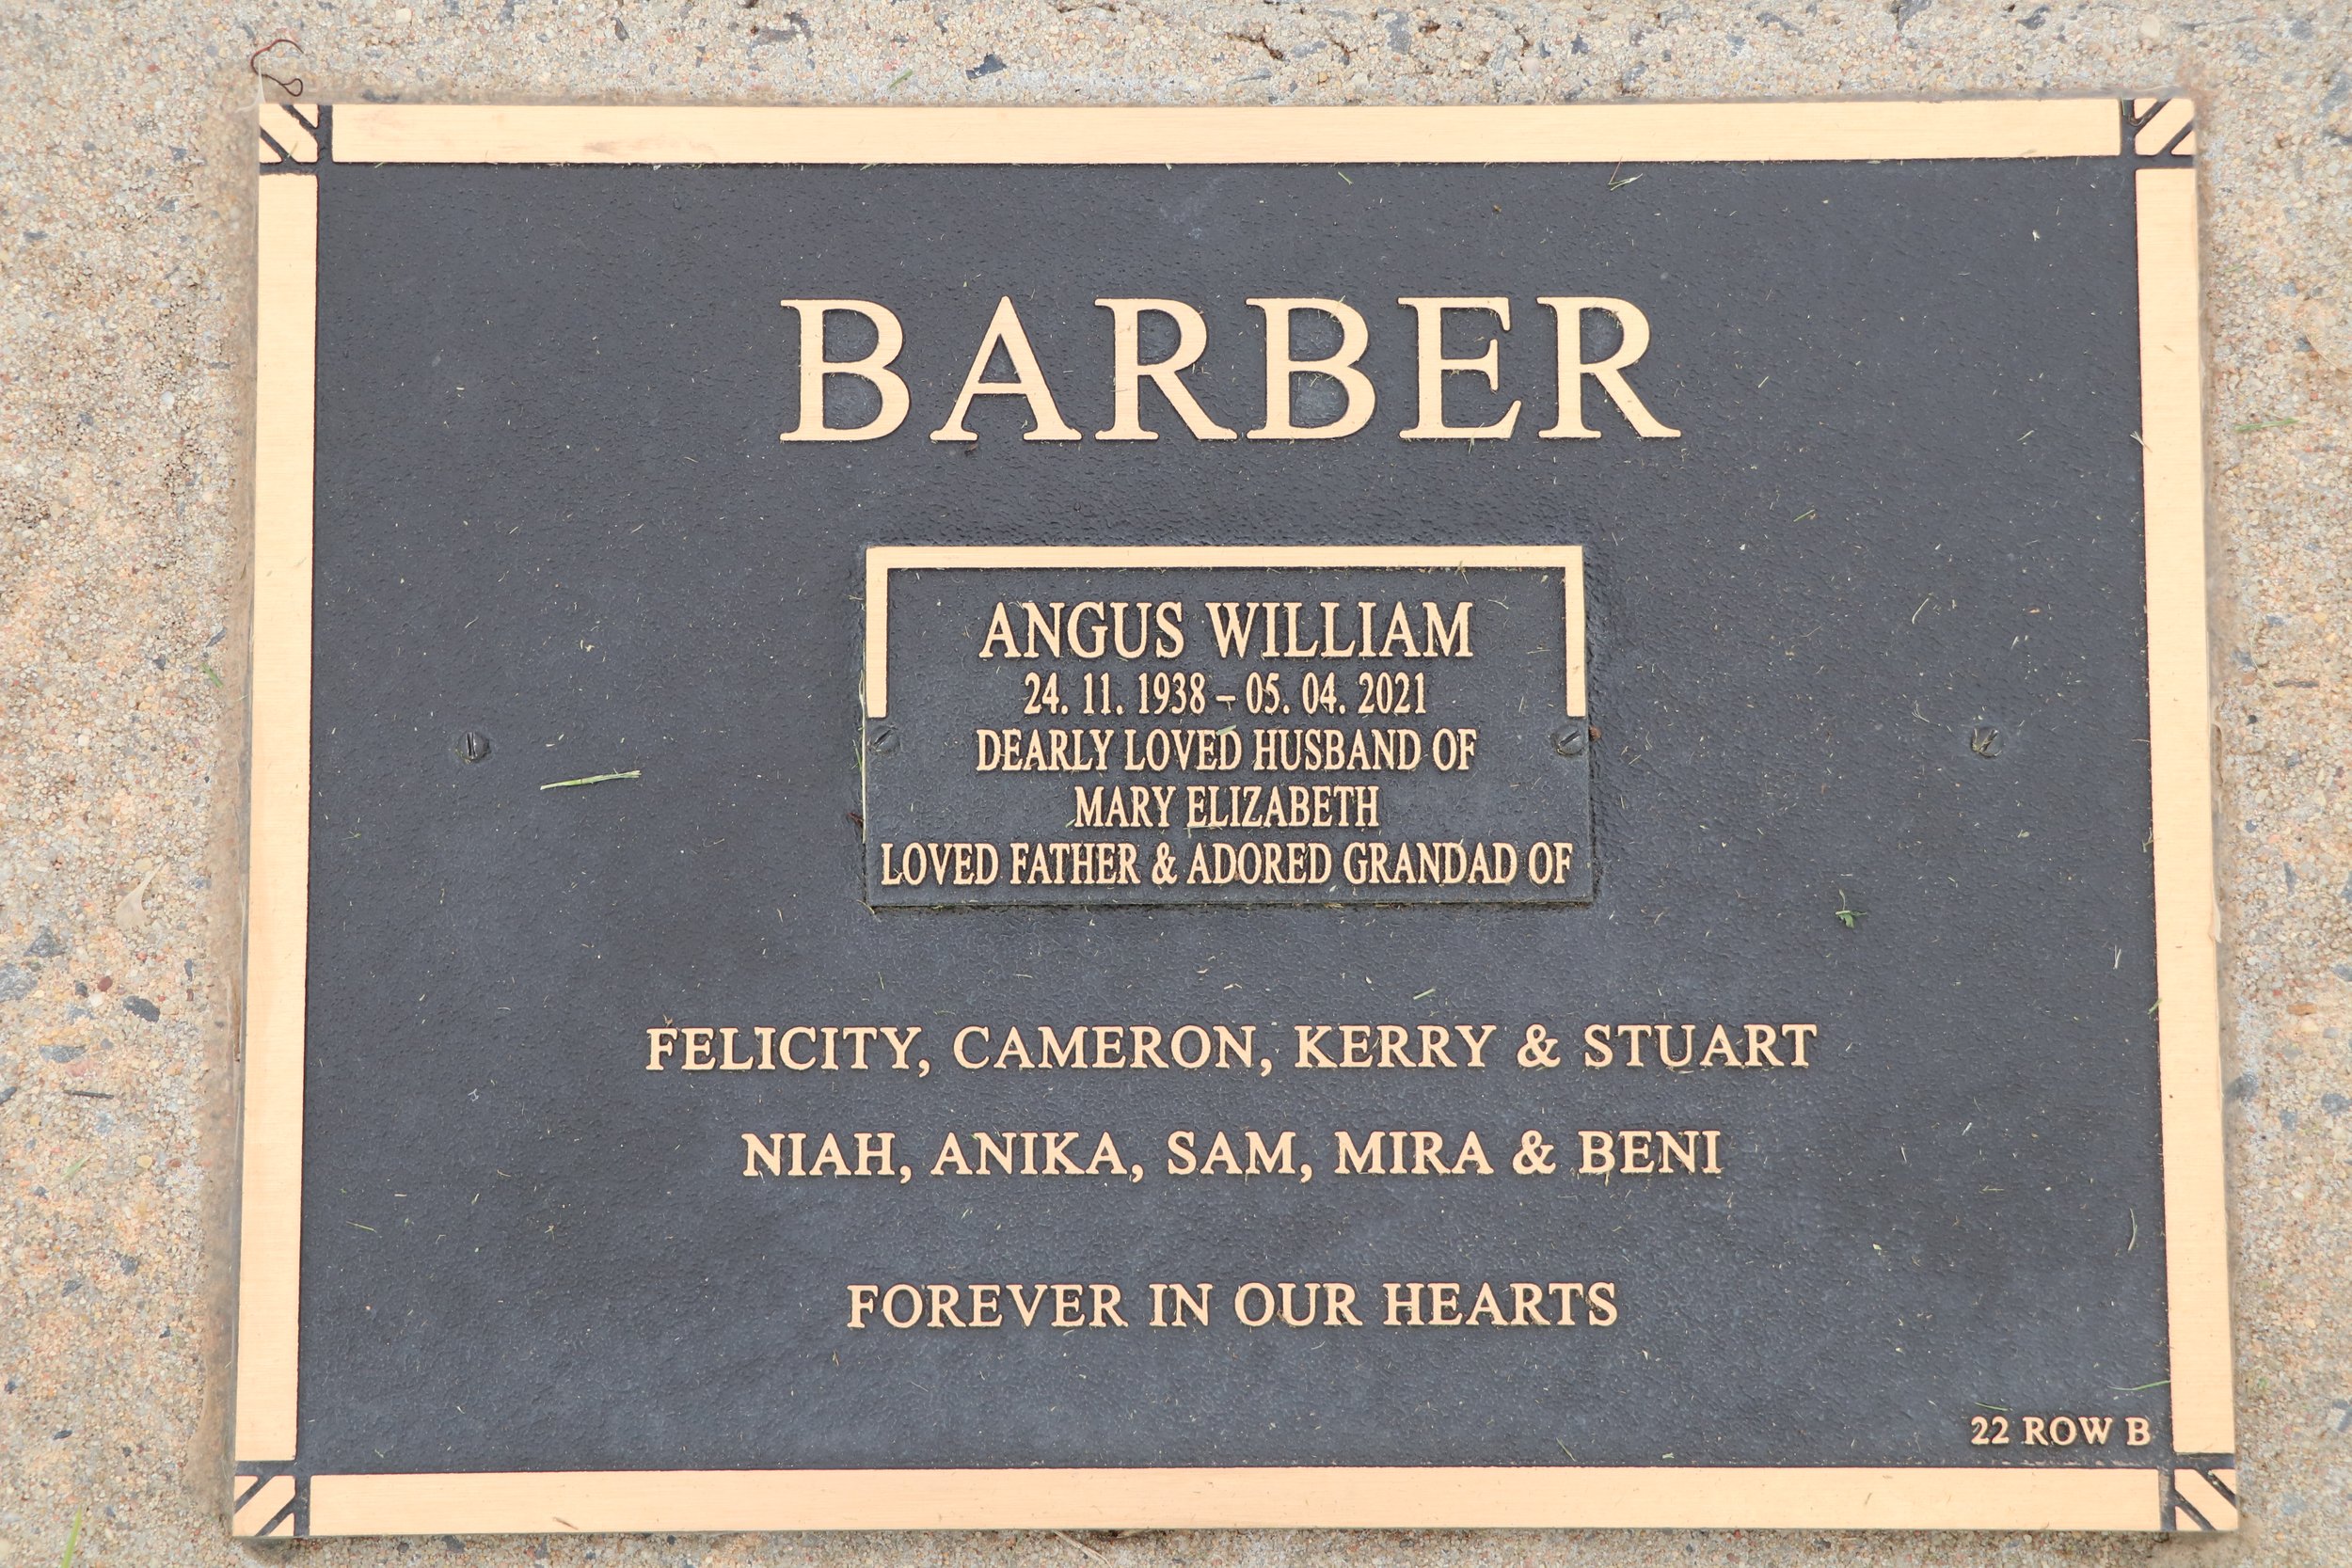 BARBER
ANGUS WILLIAM
24. 11. 1938 – 05. 04. 2021
DEARLY LOVED HUSBAND OF
MARY ELIZABETH
LOVED FATHER & ADORED GRANDAD OF
FELICITY, CAMERON, KERRY & STUART
NIAH, ANIKA, SAM, MIRA & BENI
FOREVER IN OUR HEARTS
22 ROW B